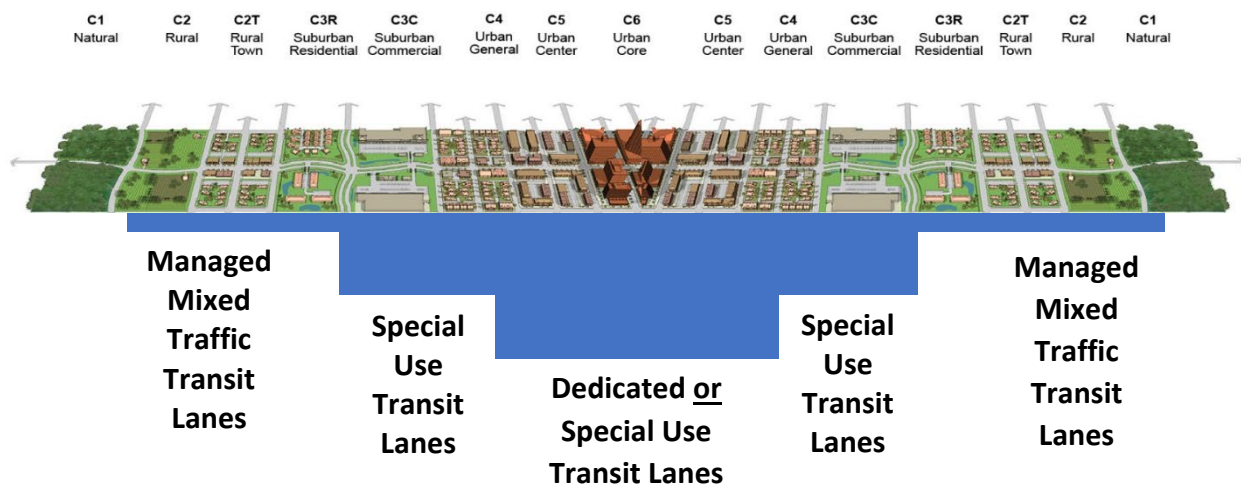 C1 C2 C2T C3R C3C C4 C5 C6 C5 C4 C3C C3R C2T C2 C1
Natural Rural Rural Suburban Suburban Urban Urban Urban Urban Urban Suburban Suburban Rural Rural Natural
Town Residential Commercial General Center Core Center General Commercial Residential Town
Managed
Mixed
Traffic
Transit
Lanes
Special
Use
Transit
Lanes
Dedicated or
Special Use
Transit Lanes
Special
Use
Transit
Lanes
Managed
Mixed
Traffic
Transit
Lanes